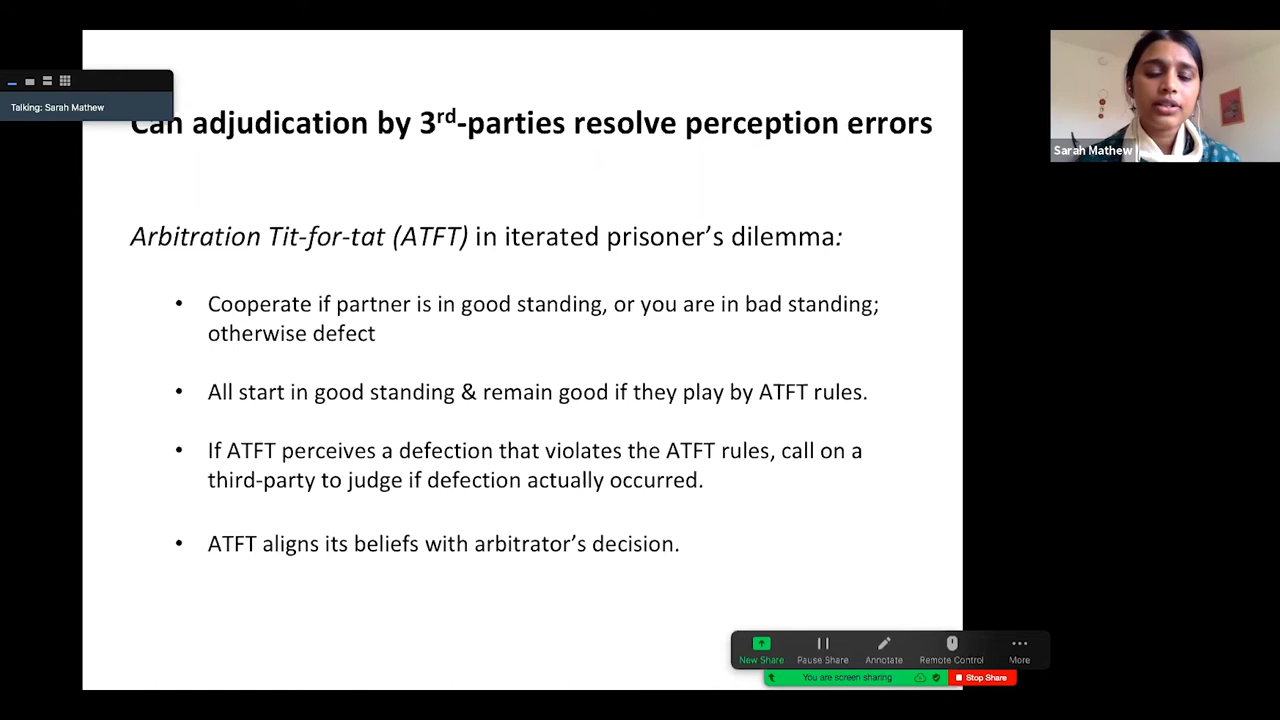 Talking: Sarah Mathew
Can adjudication by 3rd-parties resolve perception errors
Sarah Mathew
Arbitration Tit-for-tat (ATFT) in iterated prisoner’s dilemma:
• Cooperate if partner is in good standing, or you are in bad standing;
otherwise defect
• All start in good standing & remain good if they play by ATFT rules.
• If ATFT perceives a defection that violates the ATFT rules, call on a
third-party to judge if defection actually occurred.
• ATFT aligns its beliefs with arbitrator’s decision.
New Share Pause Share Annotate Remote Control More
You are screen sharing Stop Share